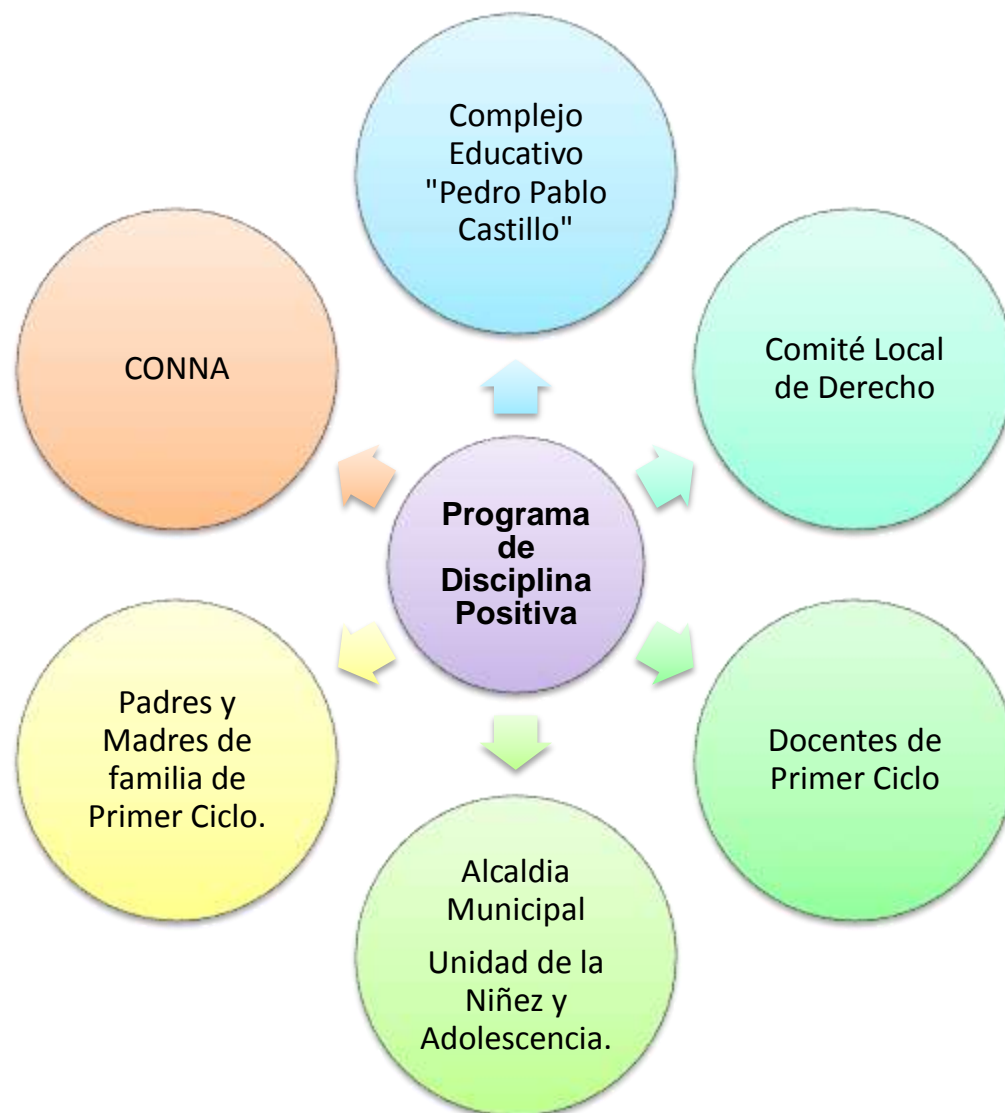 Complejo
Educativo
"Pedro Pablo
Castillo"
CONNA
Comité Local
de Derecho
Programa
de
Disciplina
Positiva
Padres y
Madres de
familia de
Primer Ciclo.
Docentes de
Primer Ciclo
Alcaldia
Municipal
Unidad de la
Niñez y
Adolescencia.